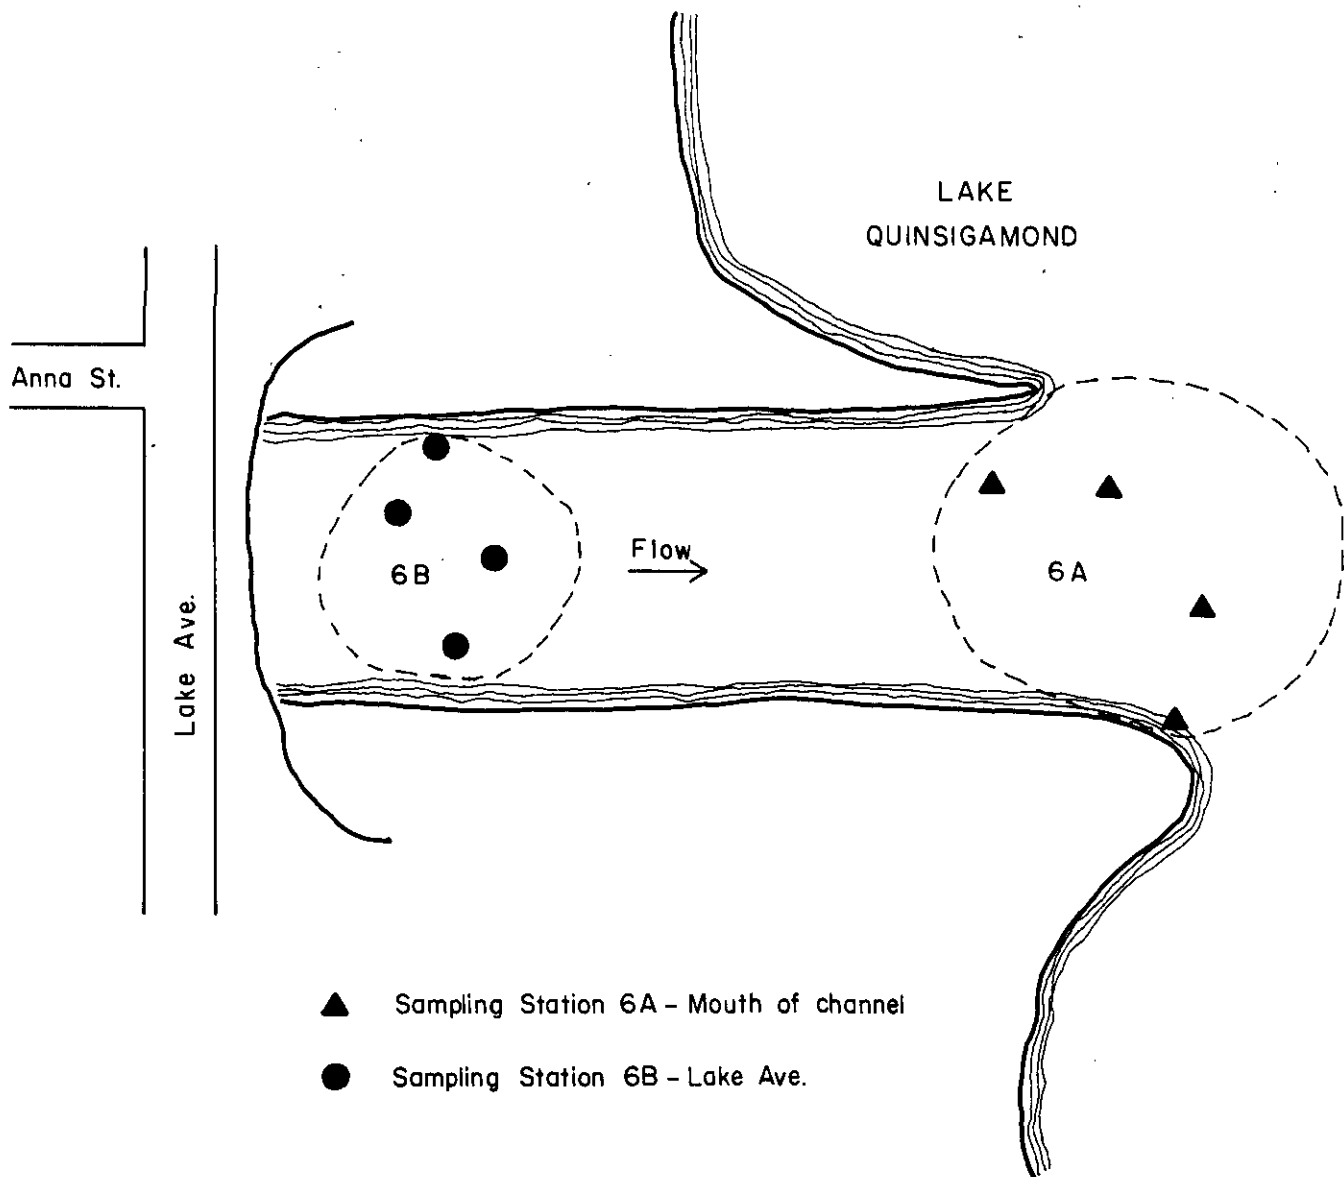 LAKE
QUINSIGAMOND
Anna St.
Lake Ave.
6B
Flow
6A
Sampling Station 6A - Mouth of channel
Sampling Station 6B - Lake Ave.